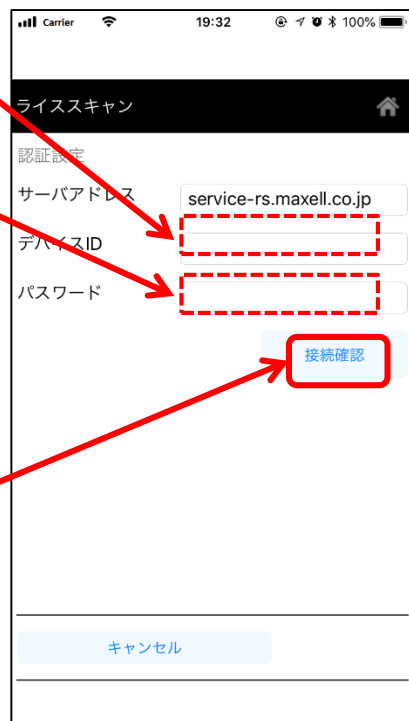 Carrier 19:32 100%
ライススキャン
認証設定
サーバアドレス service-rs.maxell.co.jp
デバイスID
パスワード
接続確認
キャンセル